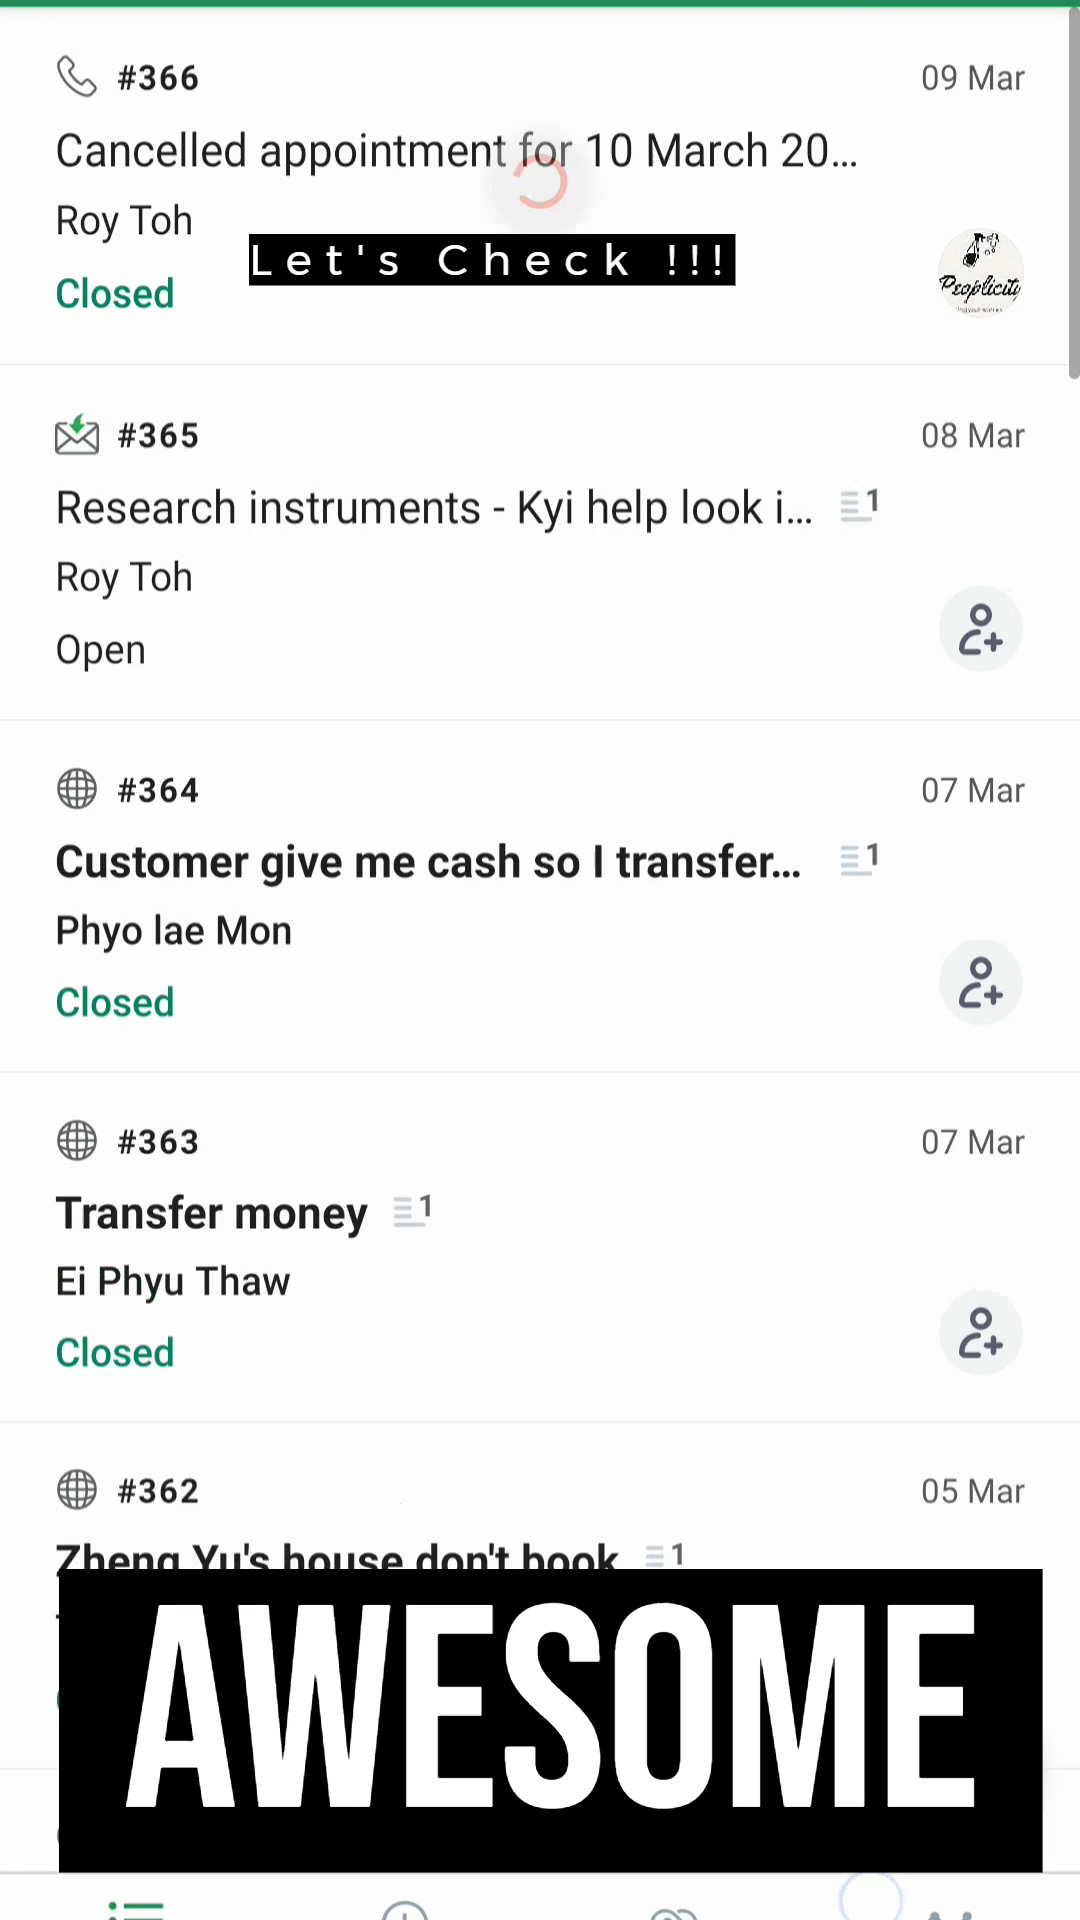 #366
09 Mar
Cancelled appointment for 10 March 20...
Roy Toh
Let's Check !!!
Closed
Peoplicity
#365
08 Mar
Research instruments - Kyi help look i...
1
Roy Toh
Open
#364
07 Mar
Customer give me cash so I transfer...
1
Phyo lae Mon
Closed
#363
07 Mar
Transfer money
1
Ei Phyu Thaw
Closed
#362
05 Mar
Zheng Yu's house don't book
1
AWESOME